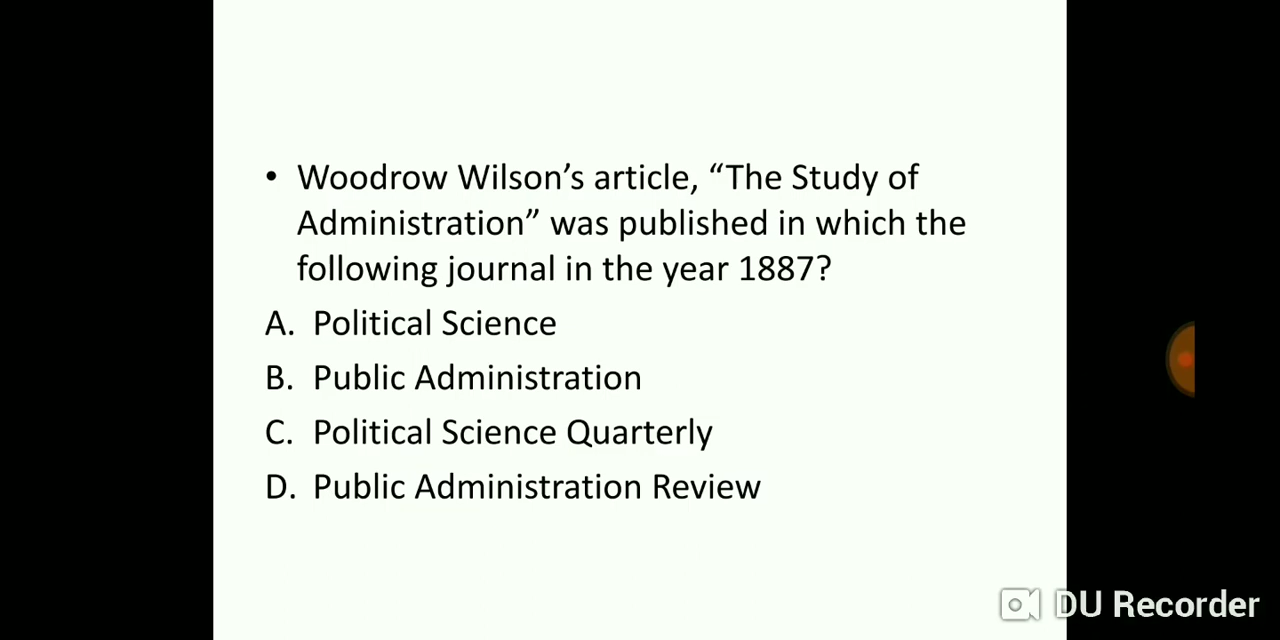 • Woodrow Wilson’s article, “The Study of
Administration” was published in which the
following journal in the year 1887?
A. Political Science
B. Public Administration
C. Political Science Quarterly
D. Public Administration Review
DU Recorder